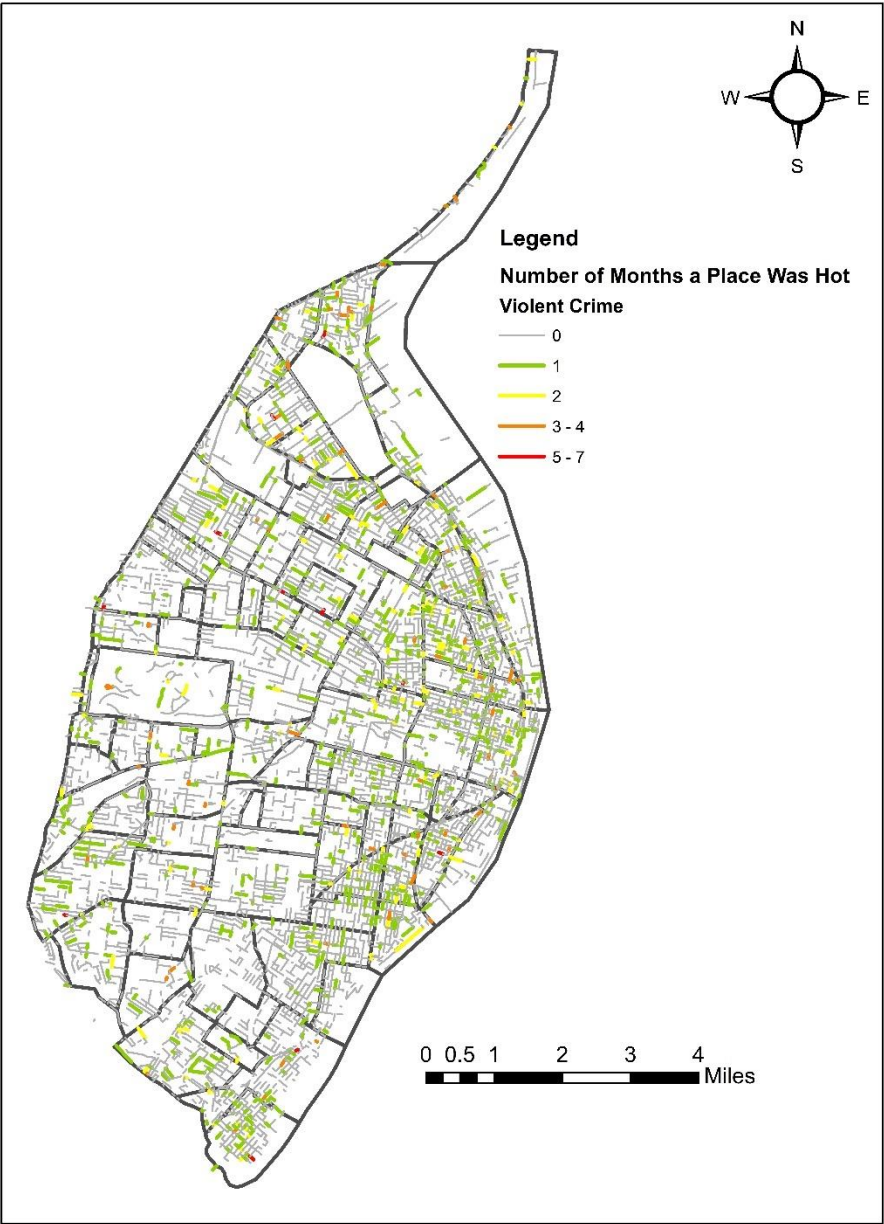 N
W E
S
Legend
Number of Months a Place Was Hot
Violent Crime
0
1
2
3 - 4
5 - 7
0 0.5 1 2 3 4
Miles